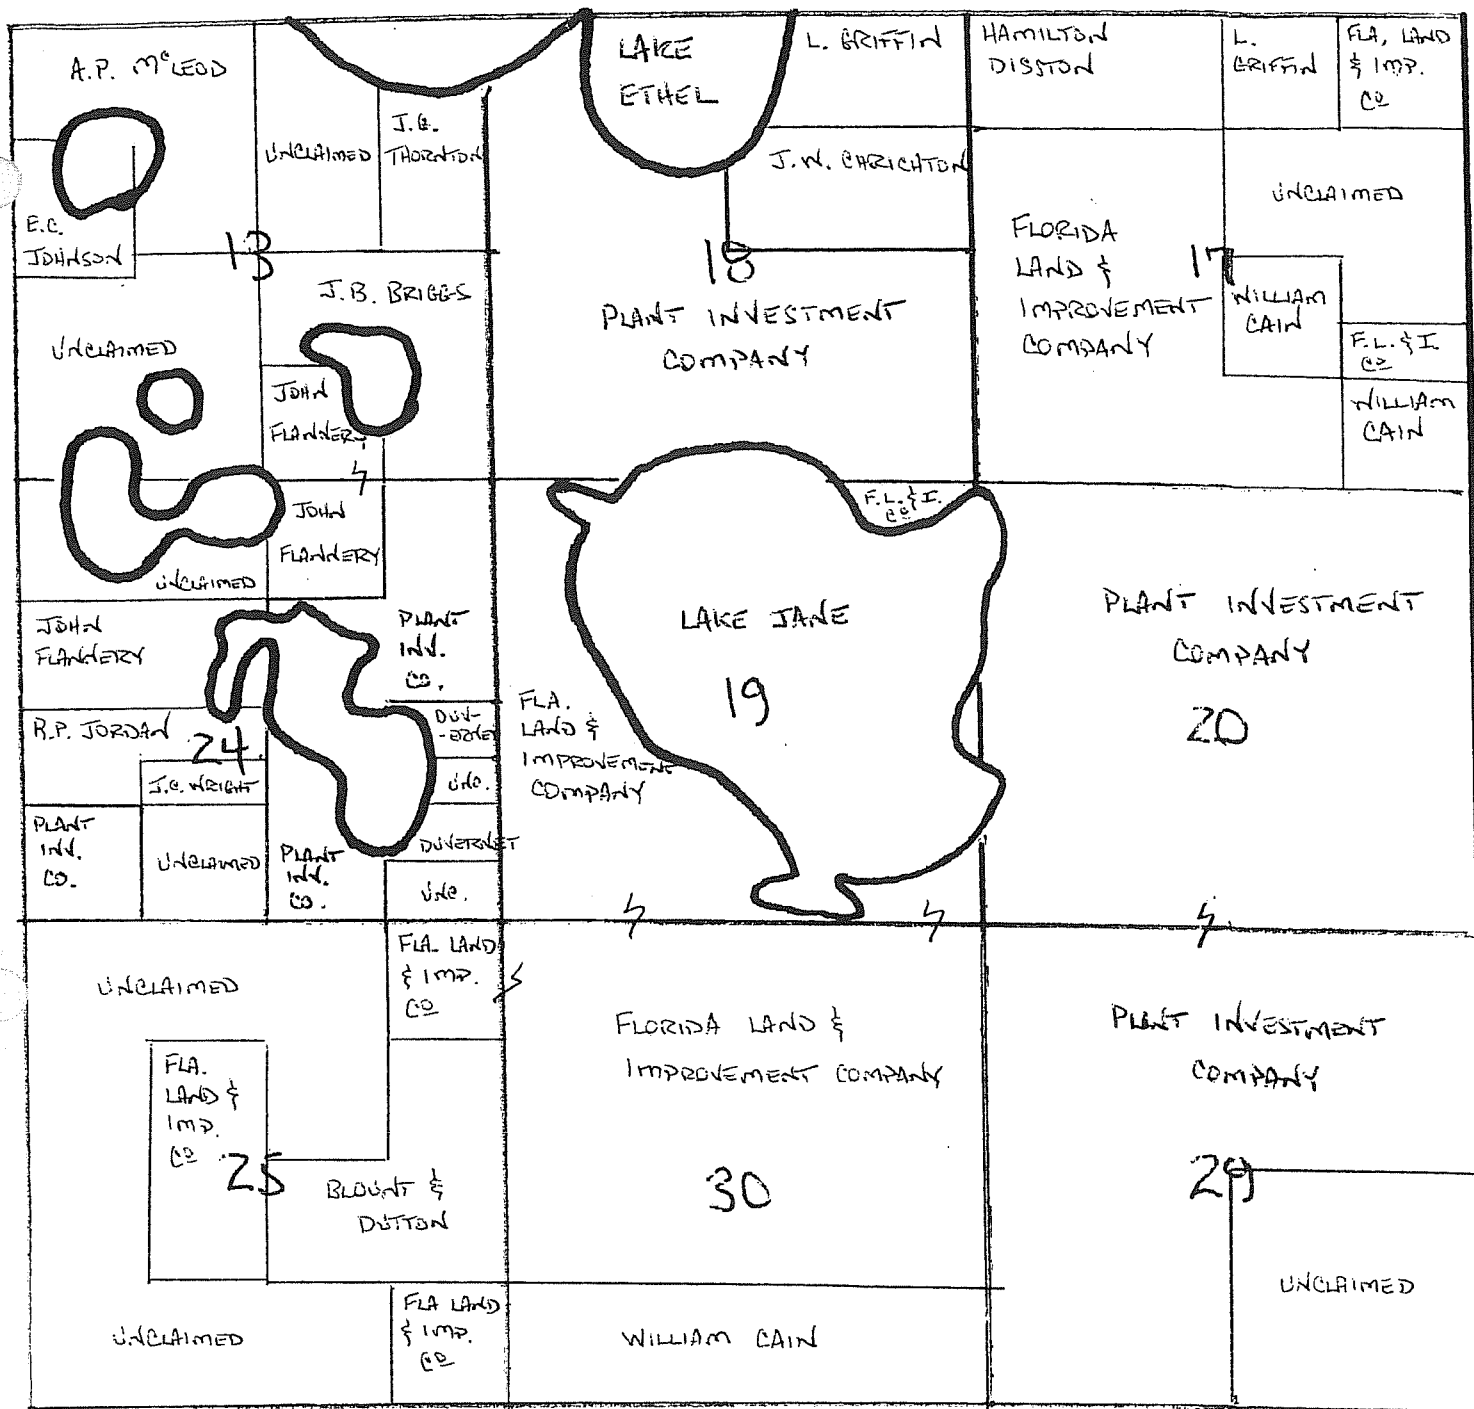 A.P. McLEOD
UNCLAIMED
J.G.
THORNTON
E.C.
JOHNSON
13
J.B. BRIGGS
UNCLAIMED
JOHN
FLANNERY
LAKE
ETHEL
L. GRIFFIN
J.W. CHRICHTON
18
PLANT INVESTMENT
COMPANY
HAMILTON
DISSTON
L.
GRIFFIN
FLA, LAND
& IMP.
CO
UNCLAIMED
FLORIDA
LAND &
IMPROVEMENT
COMPANY
17
WILLIAM
CAIN
F.L. & I.
CO
WILLIAM
CAIN
JOHN
FLANNERY
UNCLAIMED
JOHN
FLANNERY
PLANT
INV.
CO.
R.P. JORDAN
24
DUV-
-ERNET
J.C. WRIGHT
UNC.
PLANT
INV.
CO.
UNCLAIMED
PLANT
INV.
CO.
DUVERNET
UNC.
F.L. & I.
CO
LAKE JANE
19
FLA.
LAND &
IMPROVEMENT
COMPANY
PLANT INVESTMENT
COMPANY
20
UNCLAIMED
FLA. LAND
& IMP.
CO
FLA.
LAND &
IMP.
CO
25
BLOUNT &
DUTTON
UNCLAIMED
FLA LAND
& IMP.
CO
FLORIDA LAND &
IMPROVEMENT COMPANY
30
WILLIAM CAIN
PLANT INVESTMENT
COMPANY
29
UNCLAIMED